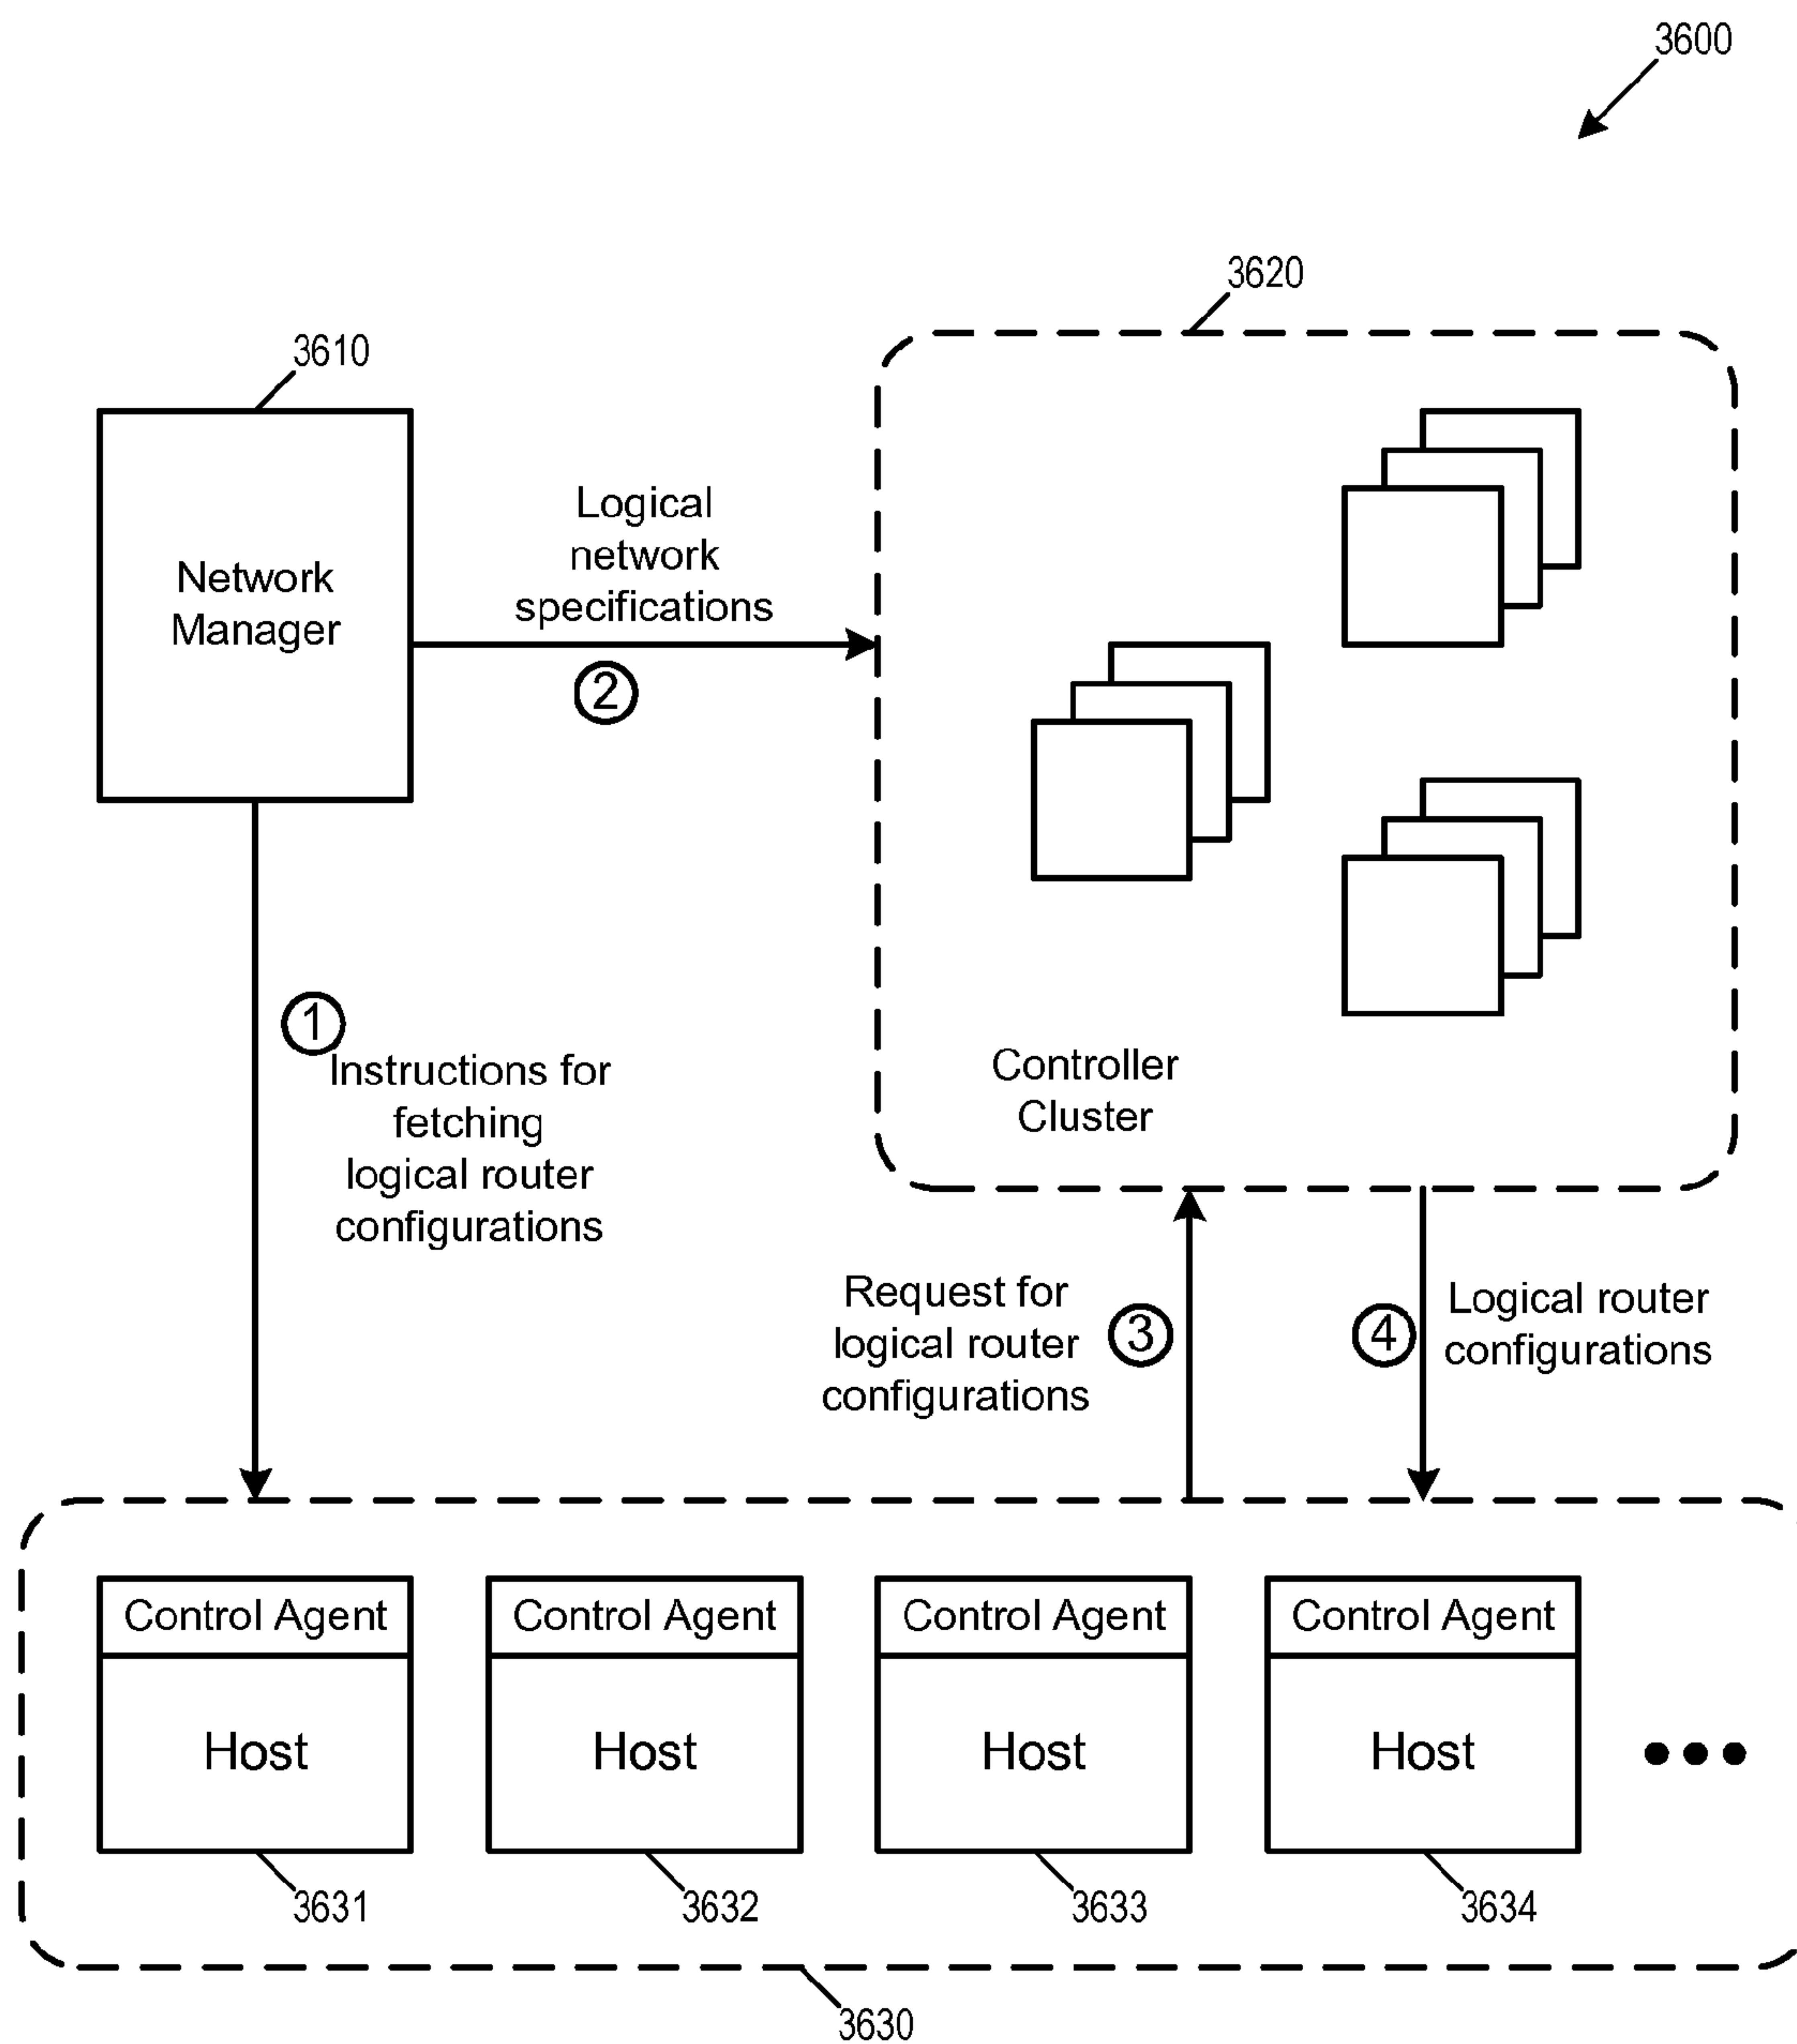 3600
3620
3610
Network
Manager
Logical
network
specifications
2
1
Instructions for
fetching
logical router
configurations
Controller
Cluster
Request for
logical router
configurations
3
4
Logical router
configurations
Control Agent
Host
3631
Control Agent
Host
3632
Control Agent
Host
3633
Control Agent
Host
3634
3630